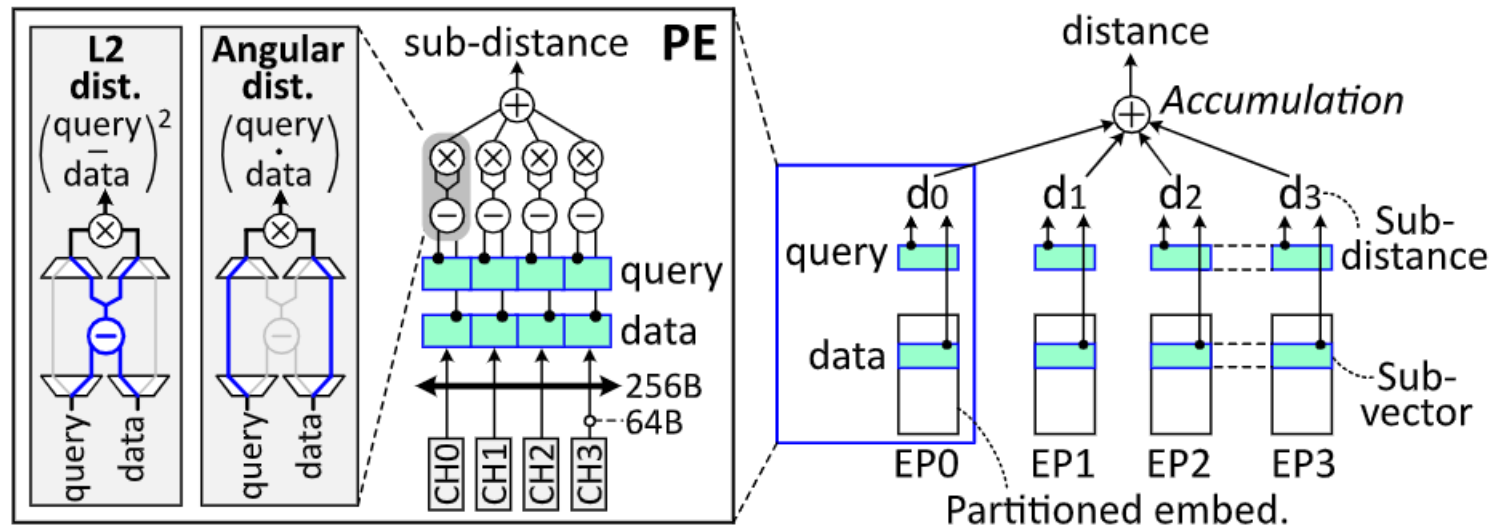 L2
dist.
(query
−
data)²
query
data
Angular
dist.
(query
·
data)
query
data
sub-distance
PE
query
data
256B
64B
CH0
CH1
CH2
CH3
distance
Accumulation
d0
d1
d2
d3
Sub-
distance
query
data
Sub-
vector
EP0
EP1
EP2
EP3
Partitioned embed.